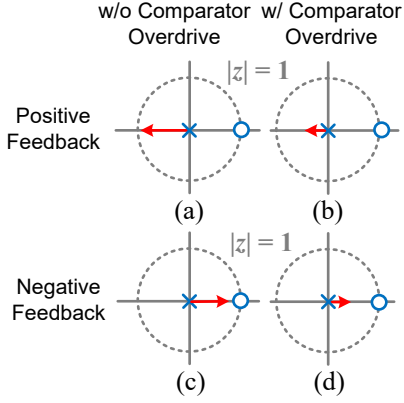 w/o Comparator Overdrive
w/ Comparator Overdrive
|z| = 1
Positive Feedback
(a)
(b)
|z| = 1
Negative Feedback
(c)
(d)